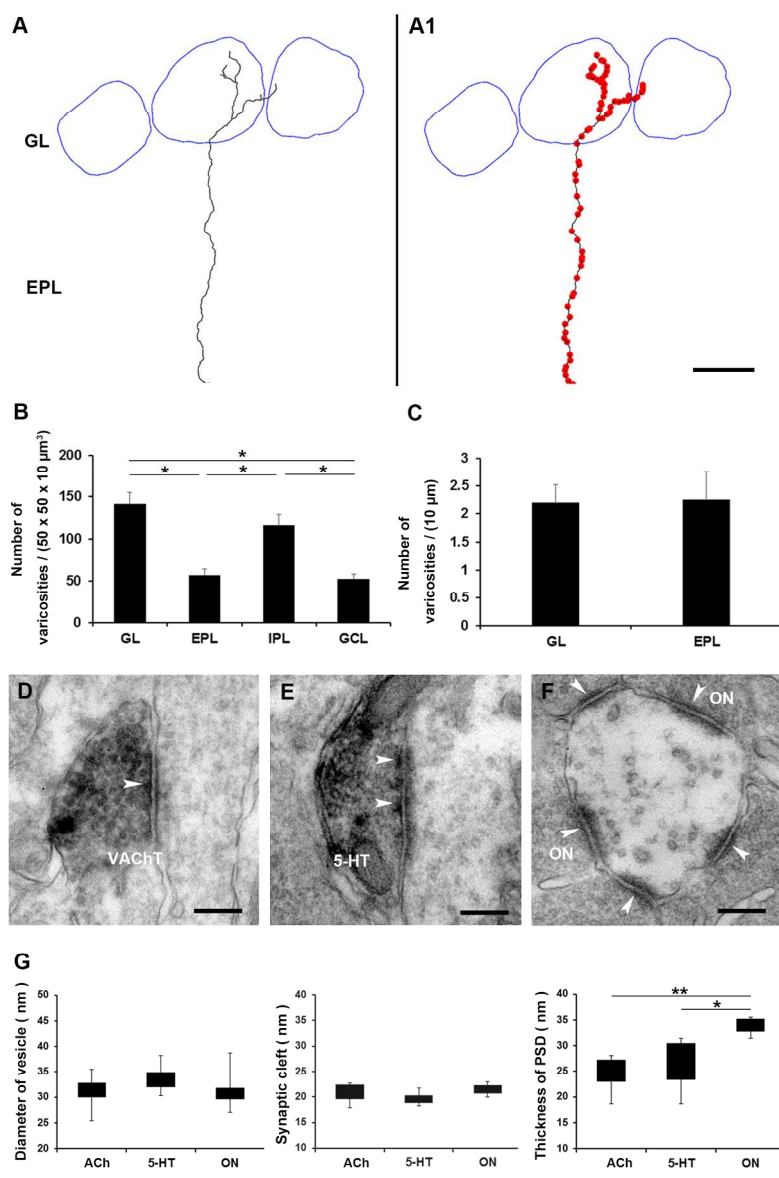 A
A1
GL
EPL
B
C
Number of
varicosities / (50 x 50 x 10 µm³)
200
150
100
50
0
GL EPL IPL GCL
* * * *
Number of
varicosities / (10 µm)
3
2.5
2
1.5
1
0.5
0
GL EPL
D
VAChT
E
5-HT
F
ON
ON
G
Diameter of vesicle ( nm )
50
45
40
35
30
25
20
ACh 5-HT ON
Synaptic cleft ( nm )
40
35
30
25
20
15
10
ACh 5-HT ON
Thickness of PSD ( nm )
40
35
30
25
20
15
10
ACh 5-HT ON
**
*